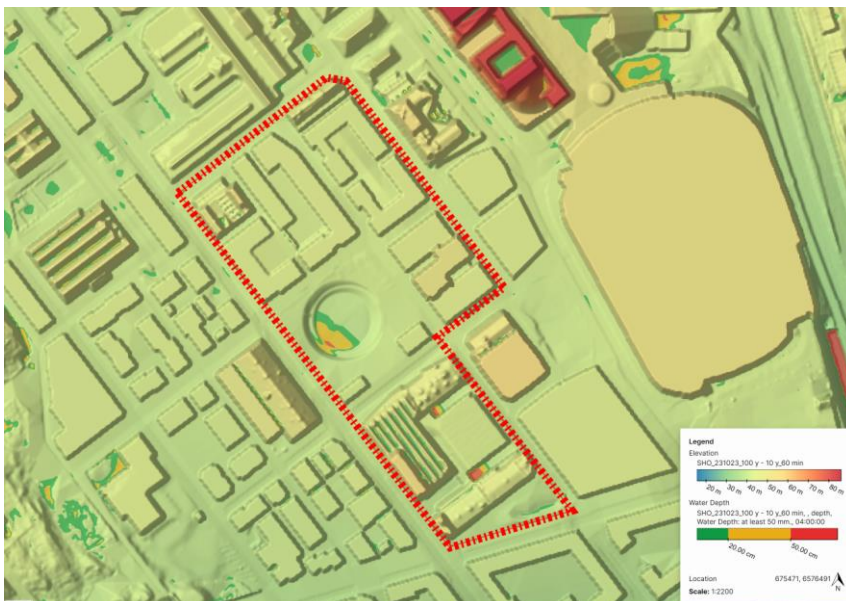 Legend
Elevation
SHO_231023_100 y - 10 y_60 min
20 m 30 m 40 m 50 m 60 m 70 m 80 m
Water Depth
SHO_231023_100 y - 10 y_60 min, , depth,
Water Depth: at least 50 mm., 04:00:00
20.00 cm 50.00 cm
Location 675471, 6576491
Scale: 1:2200 N